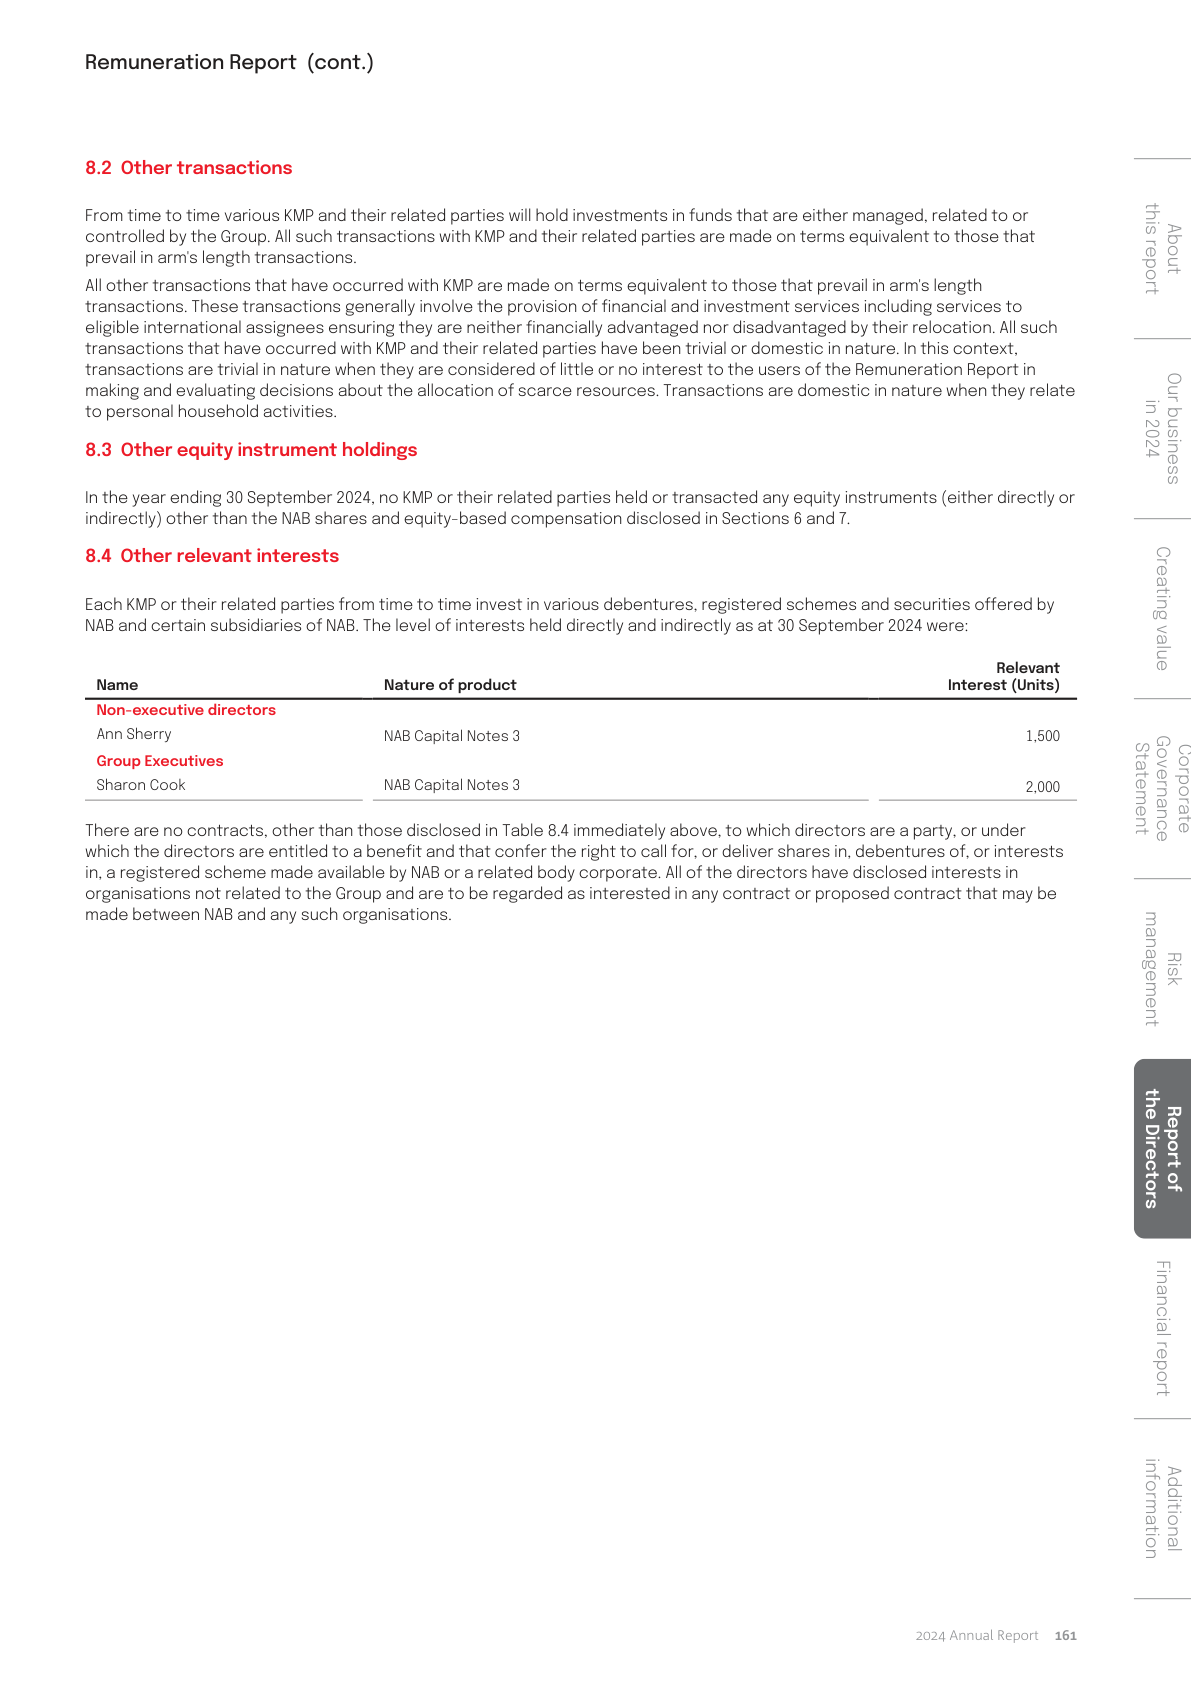 Remuneration Report (cont.)
8.2 Other transactions
From time to time various KMP and their related parties will hold investments in funds that are either managed, related to or
controlled by the Group. All such transactions with KMP and their related parties are made on terms equivalent to those that
prevail in arm's length transactions.
All other transactions that have occurred with KMP are made on terms equivalent to those that prevail in arm's length
transactions. These transactions generally involve the provision of financial and investment services including services to
eligible international assignees ensuring they are neither financially advantaged nor disadvantaged by their relocation. All such
transactions that have occurred with KMP and their related parties have been trivial or domestic in nature. In this context,
transactions are trivial in nature when they are considered of little or no interest to the users of the Remuneration Report in
making and evaluating decisions about the allocation of scarce resources. Transactions are domestic in nature when they relate
to personal household activities.
8.3 Other equity instrument holdings
In the year ending 30 September 2024, no KMP or their related parties held or transacted any equity instruments (either directly or
indirectly) other than the NAB shares and equity-based compensation disclosed in Sections 6 and 7.
8.4 Other relevant interests
Each KMP or their related parties from time to time invest in various debentures, registered schemes and securities offered by
NAB and certain subsidiaries of NAB. The level of interests held directly and indirectly as at 30 September 2024 were:
Relevant
Name Nature of product Interest (Units)
Non-executive directors
Ann Sherry NAB Capital Notes 3 1,500
Group Executives
Sharon Cook NAB Capital Notes 3 2,000
There are no contracts, other than those disclosed in Table 8.4 immediately above, to which directors are a party, or under
which the directors are entitled to a benefit and that confer the right to call for, or deliver shares in, debentures of, or interests
in, a registered scheme made available by NAB or a related body corporate. All of the directors have disclosed interests in
organisations not related to the Group and are to be regarded as interested in any contract or proposed contract that may be
made between NAB and any such organisations.
About
this report
Our business
in 2024
Creating value
Corporate
Governance
Statement
Risk
management
Report of
the Directors
Financial report
Additional
information
2024 Annual Report 161